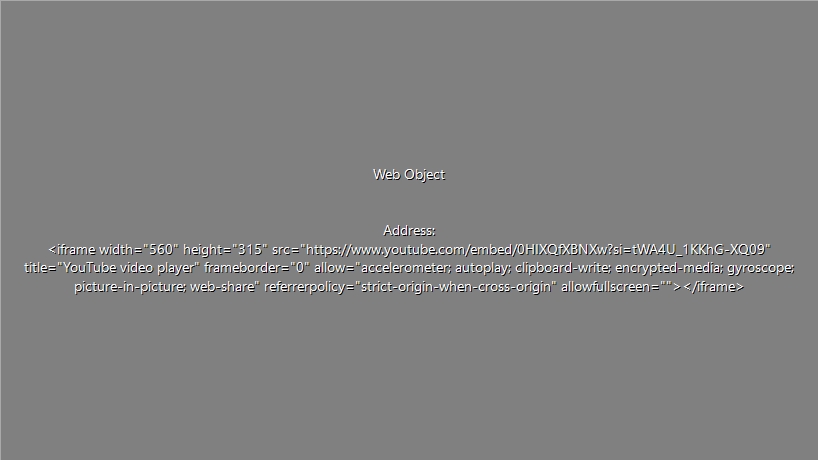 Web Object
Address:
<iframe width="560" height="315" src="https://www.youtube.com/embed/0HIXQfXBNXw?si=tWA4U_1KKhG-XQ09"
title="YouTube video player" frameborder="0" allow="accelerometer; autoplay; clipboard-write; encrypted-media; gyroscope;
picture-in-picture; web-share" referrerpolicy="strict-origin-when-cross-origin" allowfullscreen=""></iframe>